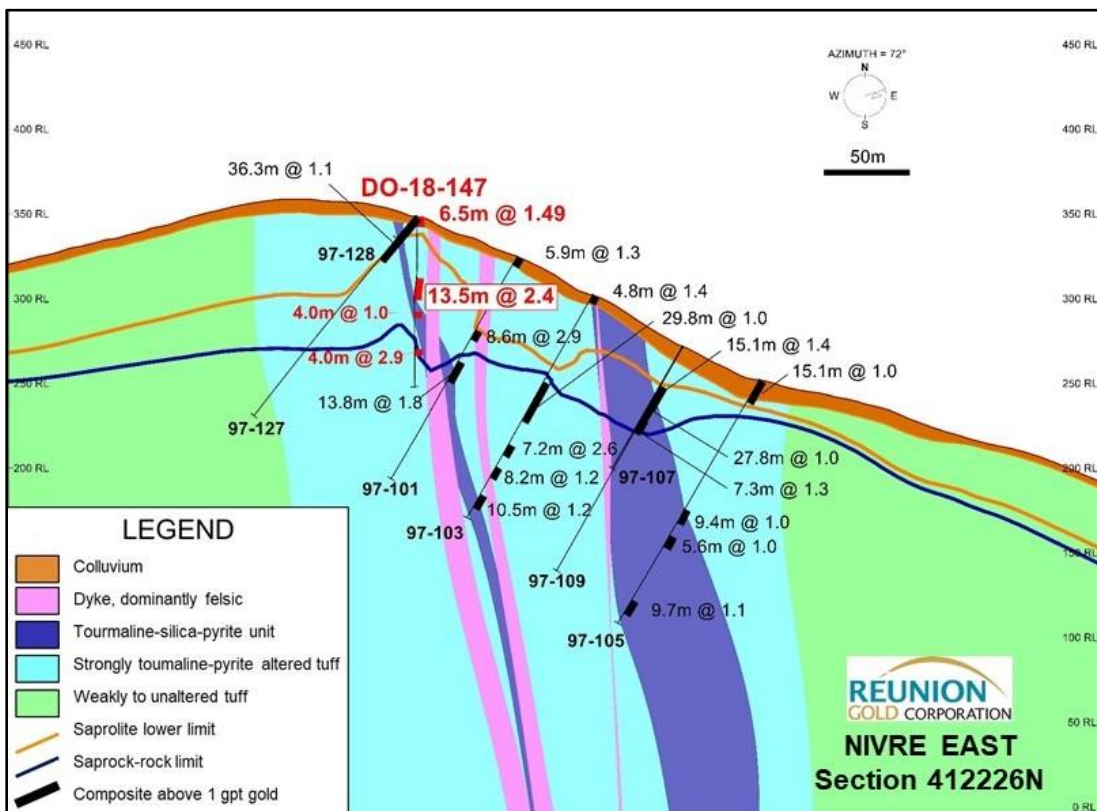 450 RL
450 RL
AZIMUTH = 72°
N
W
E
S
50m
400 RL
400 RL
36.3m @ 1.1
DO-18-147
350 RL
6.5m @ 1.49
350 RL
97-128
5.9m @ 1.3
300 RL
13.5m @ 2.4
4.8m @ 1.4
300 RL
4.0m @ 1.0
29.8m @ 1.0
8.6m @ 2.9
15.1m @ 1.4
4.0m @ 2.9
15.1m @ 1.0
250 RL
13.8m @ 1.8
250 RL
97-127
7.2m @ 2.6
27.8m @ 1.0
200 RL
8.2m @ 1.2
97-107
200 RL
97-101
7.3m @ 1.3
10.5m @ 1.2
97-103
9.4m @ 1.0
5.6m @ 1.0
150 RL
97-109
9.7m @ 1.1
97-105
100 RL
LEGEND
Colluvium
Dyke, dominantly felsic
Tourmaline-silica-pyrite unit
Strongly toumaline-pyrite altered tuff
Weakly to unaltered tuff
Saprolite lower limit
Saprock-rock limit
Composite above 1 gpt gold
REUNION
GOLD CORPORATION
NIVRE EAST
Section 412226N
50 RL
0 RL